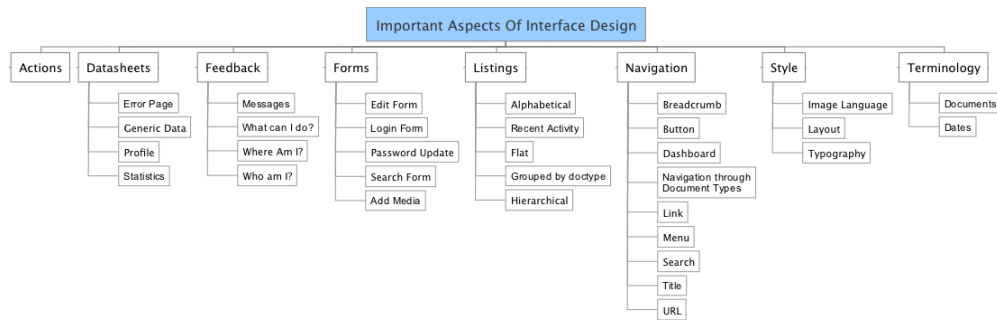 Important Aspects Of Interface Design
Actions
Datasheets
Error Page
Generic Data
Profile
Statistics
Feedback
Messages
What can I do?
Where Am I?
Who am I?
Forms
Edit Form
Login Form
Password Update
Search Form
Add Media
Listings
Alphabetical
Recent Activity
Flat
Grouped by doctype
Hierarchical
Navigation
Breadcrumb
Button
Dashboard
Navigation through
Document Types
Link
Menu
Search
Title
URL
Style
Image Language
Layout
Typography
Terminology
Documents
Dates